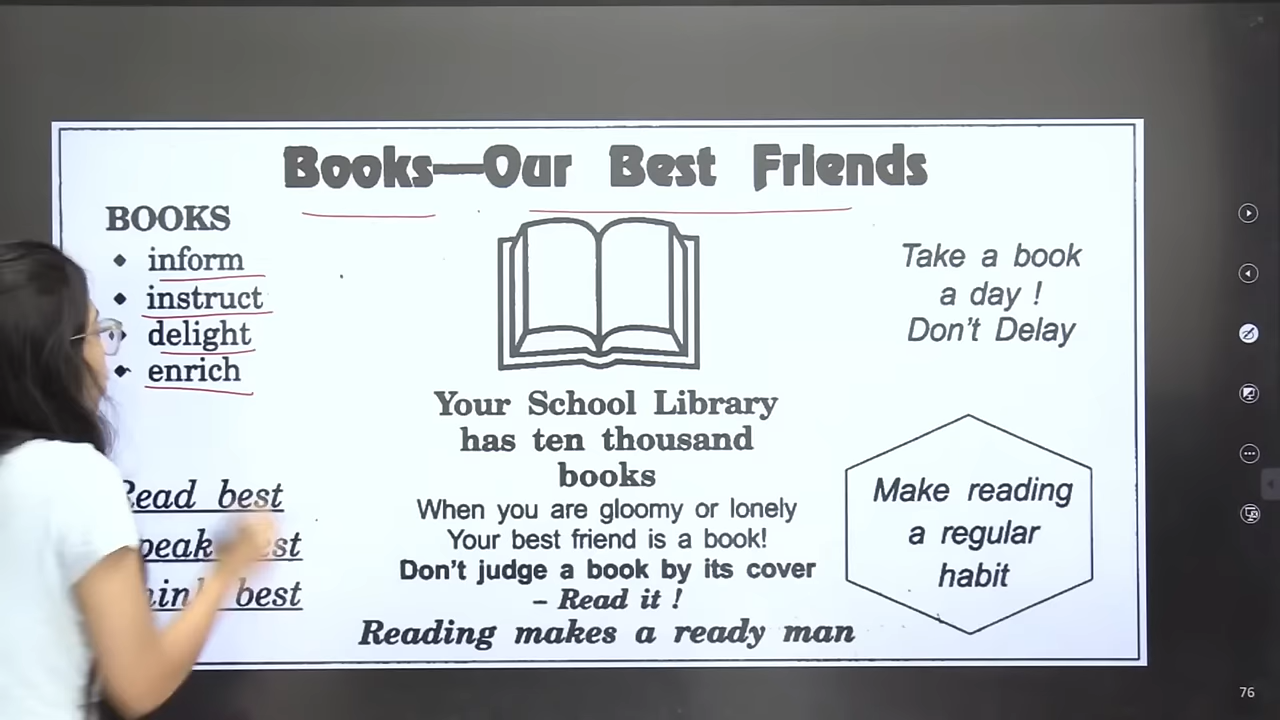 Books—Our Best Friends
BOOKS
inform
instruct
delight
enrich
Take a book
a day !
Don't Delay
Your School Library
has ten thousand
books
When you are gloomy or lonely
Your best friend is a book!
Don't judge a book by its cover
– Read it !
Reading makes a ready man
Read best
best
Make reading
a regular
habit
76